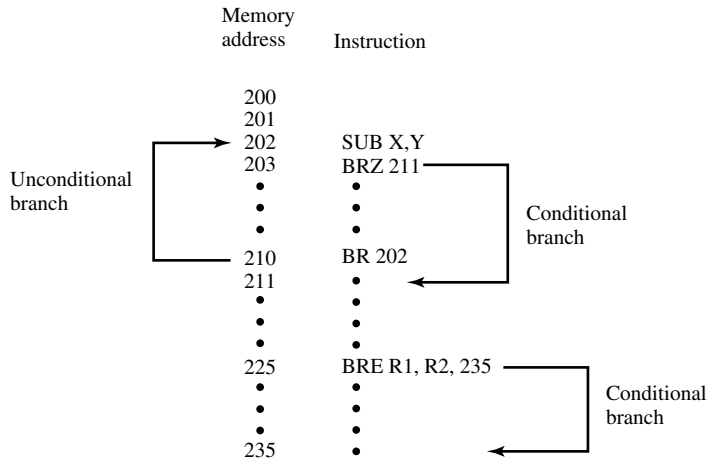 Memory address Instruction
200
201
202 SUB X,Y
203 BRZ 211
Unconditional branch
Conditional branch
210 BR 202
211
225 BRE R1, R2, 235
Conditional branch
235